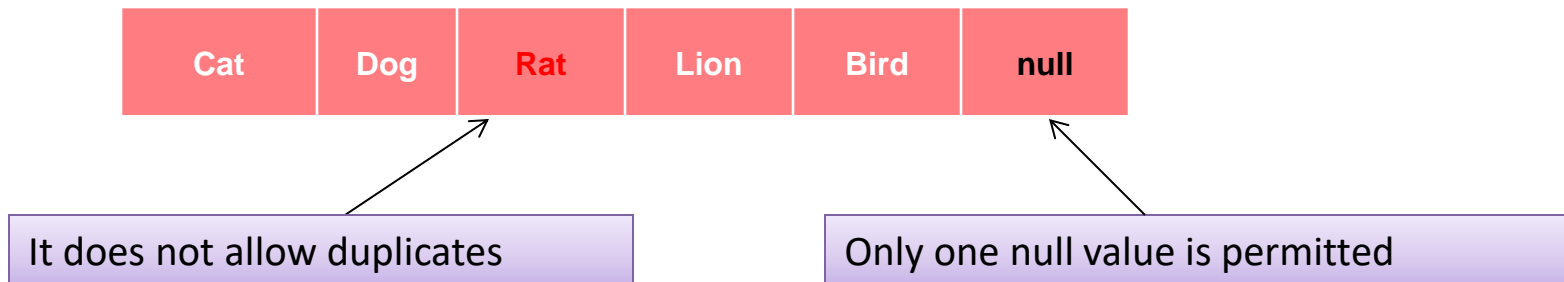 Cat Dog Rat Lion Bird null
It does not allow duplicates
Only one null value is permitted